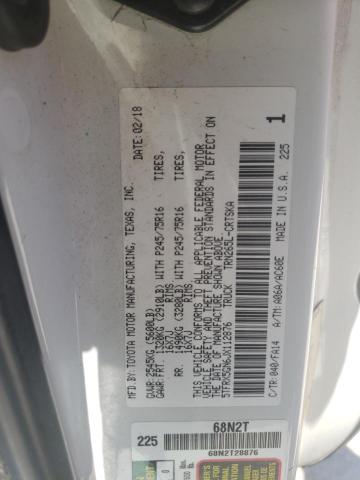 MFD. BY: TOYOTA MOTOR MANUFACTURING, TEXAS, INC. DATE: 02/18
GVWR: 2545KG (5600LB)
GAWR: FRT. 1320KG (2910LB) WITH P245/75R16 TIRES,
16X7J RIMS
RR. 1490KG (3280LB) WITH P245/75R16 TIRES,
16X7J RIMS
THIS VEHICLE CONFORMS TO ALL APPLICABLE FEDERAL MOTOR
VEHICLE SAFETY AND THEFT PREVENTION STANDARDS IN EFFECT ON
THE DATE OF MANUFACTURE SHOWN ABOVE.
5TFRX5GN6JX112876 TRUCK TRN265L-CRTSKA
C/TR: 040/FA14 A/TM: A06A/AC60E MADE IN U.S.A. 225
1
225 68N2T
68N2T28876